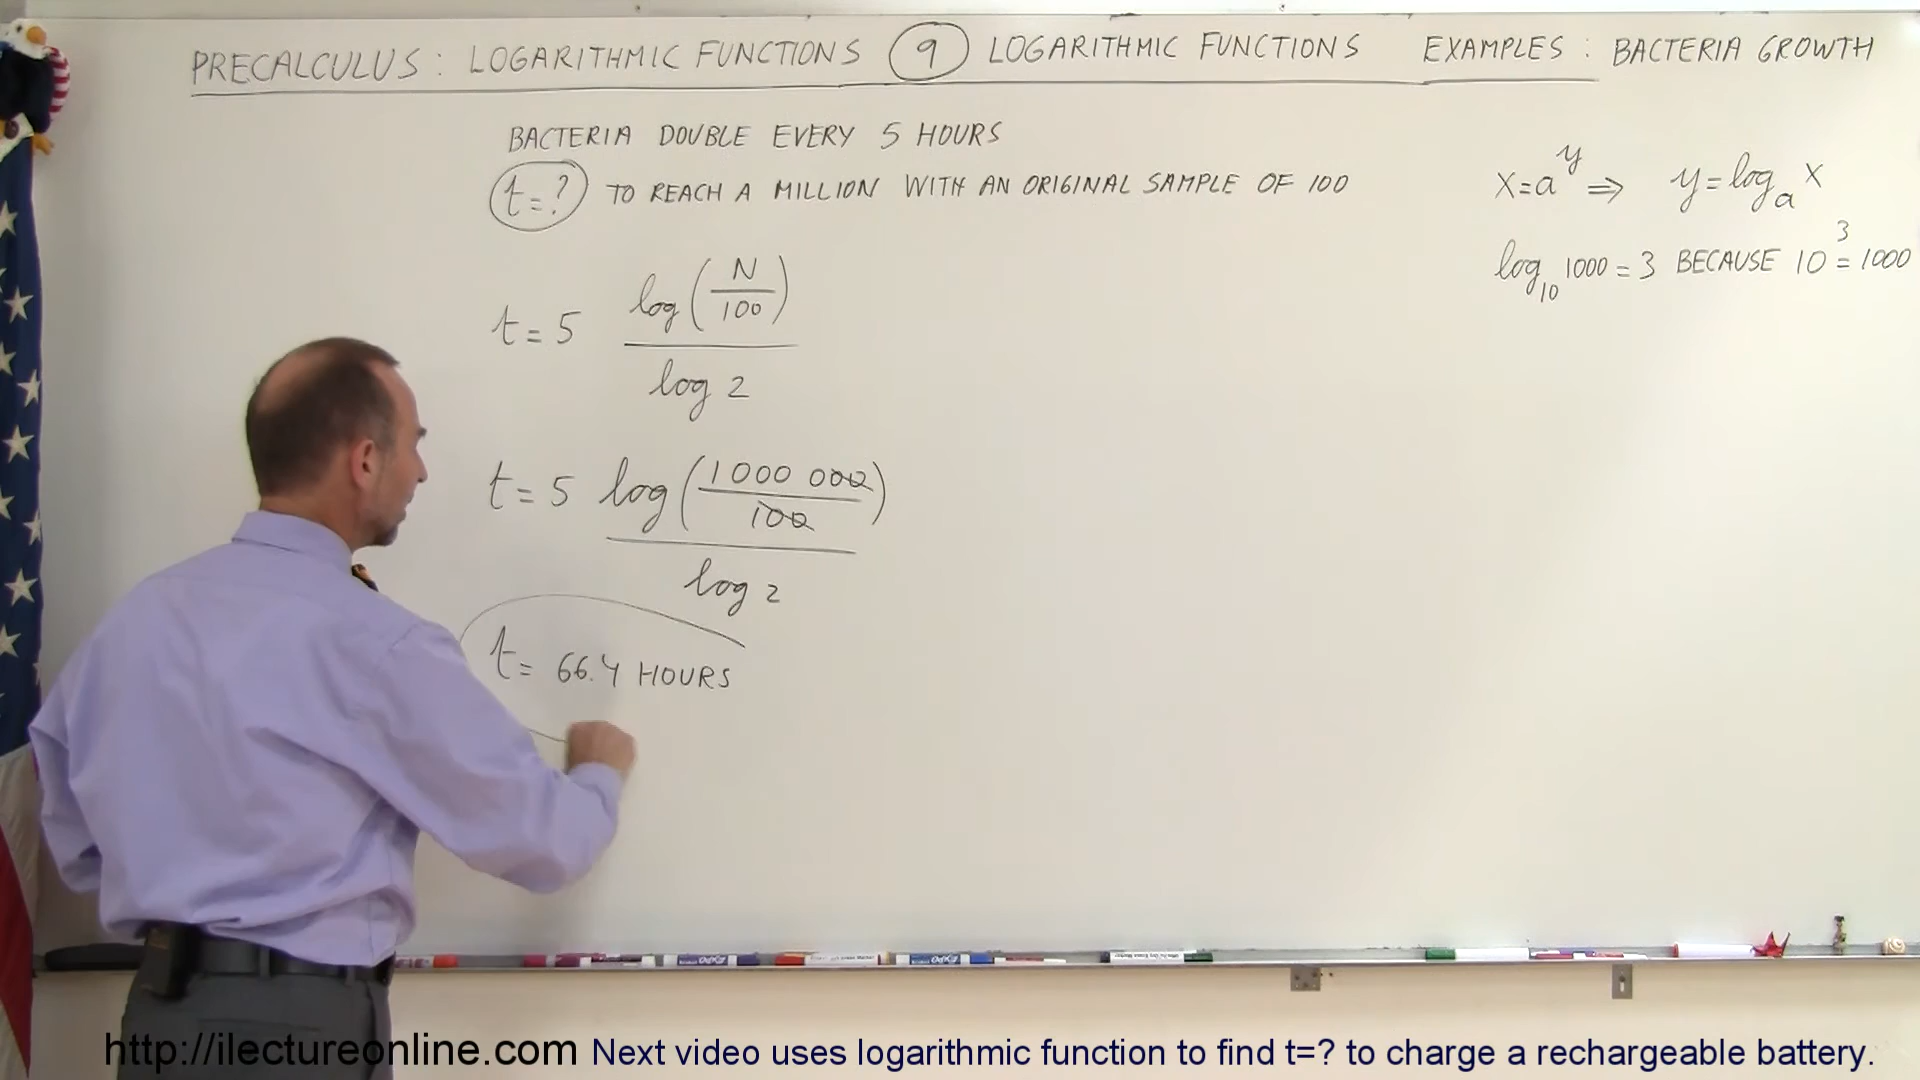 PRECALCULUS: LOGARITHMIC FUNCTIONS 9 LOGARITHMIC FUNCTIONS EXAMPLES: BACTERIA GROWTH
BACTERIA DOUBLE EVERY 5 HOURS
t=? TO REACH A MILLION WITH AN ORIGINAL SAMPLE OF 100
x=a^y ⇒ y=log_a x
log_10 1000 = 3 BECAUSE 10^3 = 1000
t = 5 log(N/100) / log 2
t = 5 log(1000 000/100) / log 2
t = 66.4 HOURS
EXPO EXPO
http://ilectureonline.com Next video uses logarithmic function to find t=? to charge a rechargeable battery.